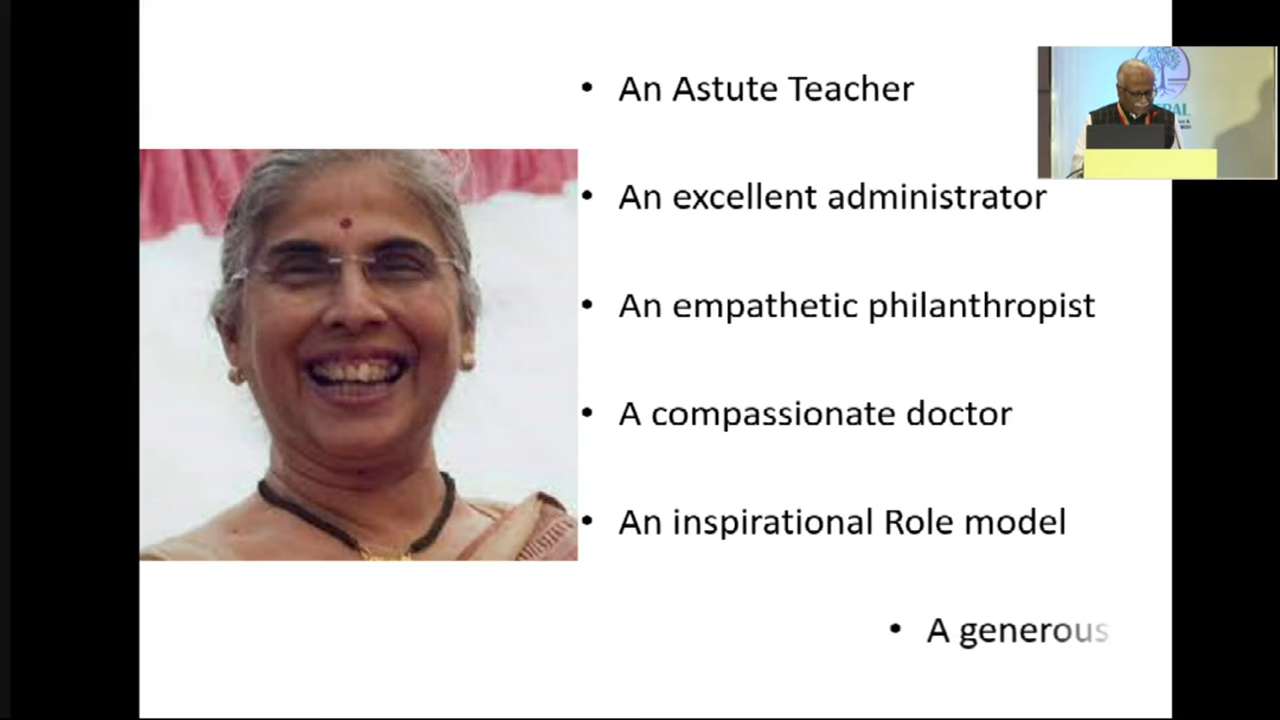 • An Astute Teacher
• An excellent administrator
• An empathetic philanthropist
• A compassionate doctor
• An inspirational Role model
• A generous